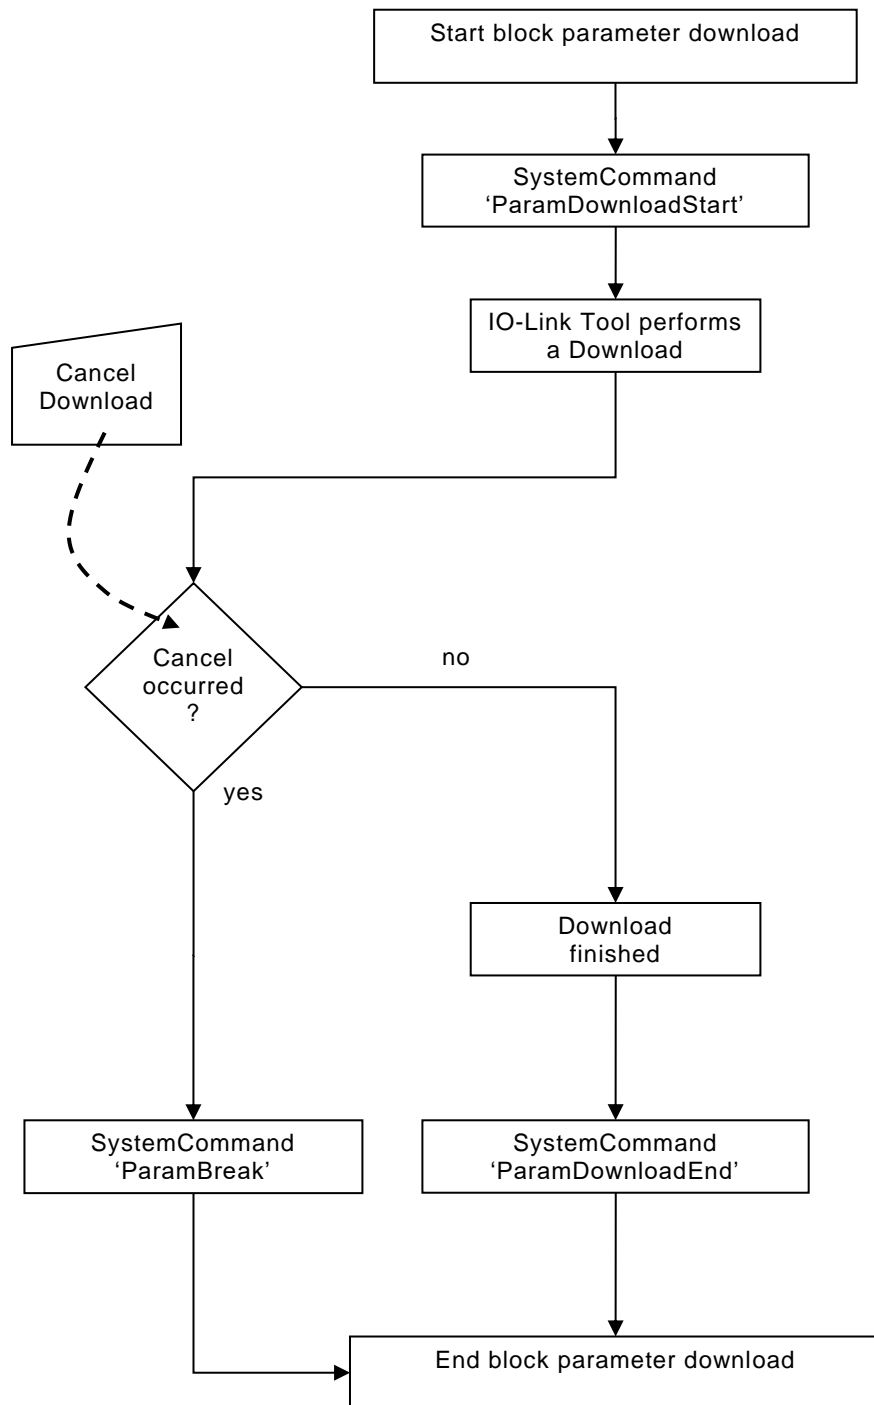 Start block parameter download
SystemCommand
‘ParamDownloadStart’
IO-Link Tool performs
a Download
Cancel
Download
Cancel
occurred
?
no
yes
Download
finished
SystemCommand
‘ParamBreak’
SystemCommand
‘ParamDownloadEnd’
End block parameter download